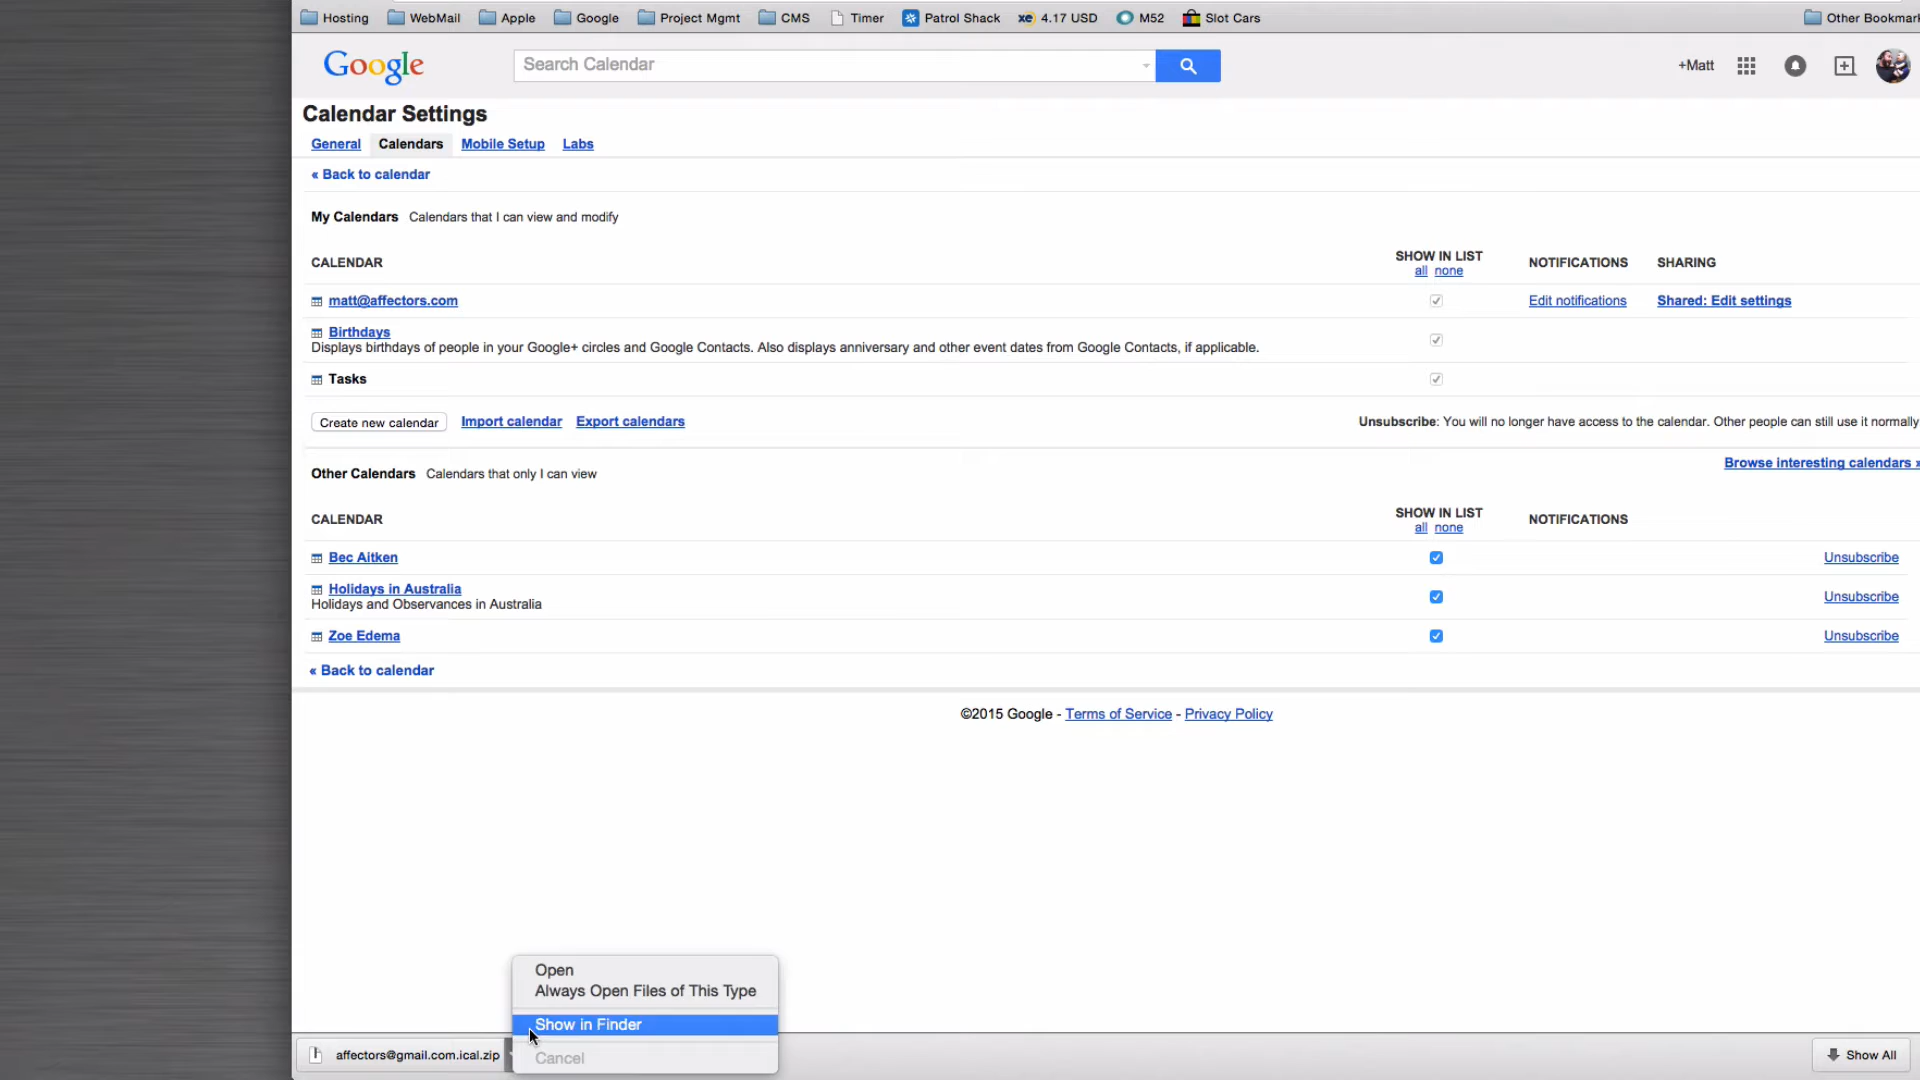 Hosting WebMail Apple Google Project Mgmt CMS Timer Patrol Shack xe 4.17 USD M52 Slot Cars Other Bookmar
Google Search Calendar +Matt
Calendar Settings
General Calendars Mobile Setup Labs
« Back to calendar
My Calendars Calendars that I can view and modify
CALENDAR SHOW IN LIST NOTIFICATIONS SHARING
all none
matt@affectors.com Edit notifications Shared: Edit settings
Birthdays
Displays birthdays of people in your Google+ circles and Google Contacts. Also displays anniversary and other event dates from Google Contacts, if applicable.
Tasks
Create new calendar Import calendar Export calendars Unsubscribe: You will no longer have access to the calendar. Other people can still use it normally
Other Calendars Calendars that only I can view Browse interesting calendars »
CALENDAR SHOW IN LIST NOTIFICATIONS
all none
Bec Aitken Unsubscribe
Holidays in Australia Unsubscribe
Holidays and Observances in Australia
Zoe Edema Unsubscribe
« Back to calendar
©2015 Google - Terms of Service - Privacy Policy
Open
Always Open Files of This Type
Show in Finder
Cancel
affectors@gmail.com.ical.zip Show All